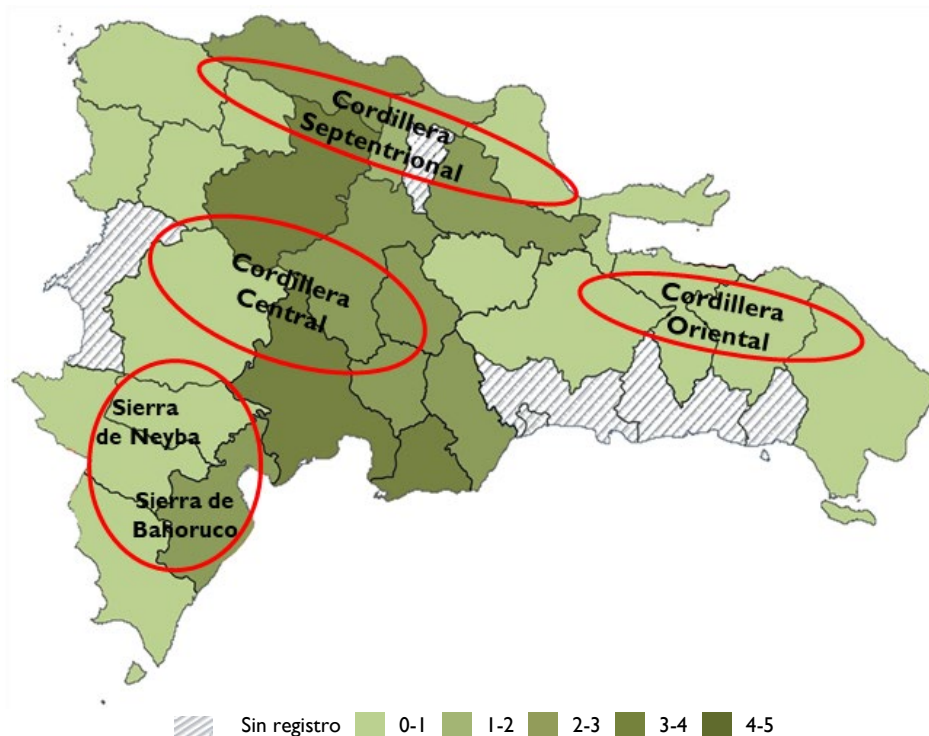 Cordillera
Septentrional
Cordillera
Central
Cordillera
Oriental
Sierra
de Neyba
Sierra de
Bahoruco
Sin registro 0-1 1-2 2-3 3-4 4-5